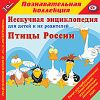 Познавательная
коллекция
Нескучная энциклопедия
для детей и их родителей
Птицы России